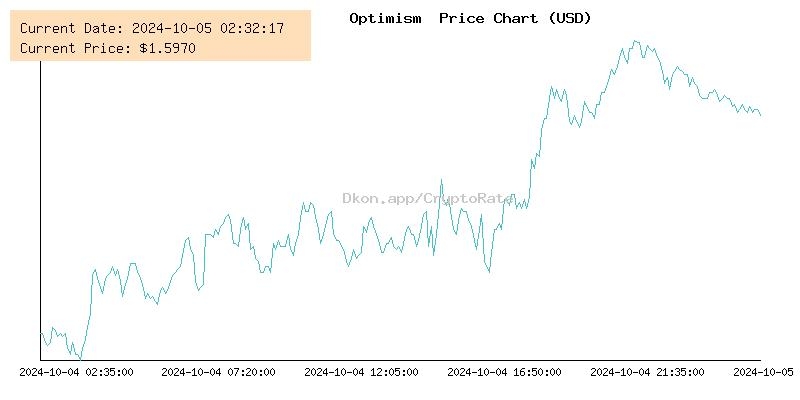 Optimism  Price Chart (USD)
Current Date: 2024-10-05 02:32:17
Current Price: $1.5970
Dkon.app/CryptoRate
2024-10-04 02:35:00 2024-10-04 07:20:00 2024-10-04 12:05:00 2024-10-04 16:50:00 2024-10-04 21:35:00 2024-10-05